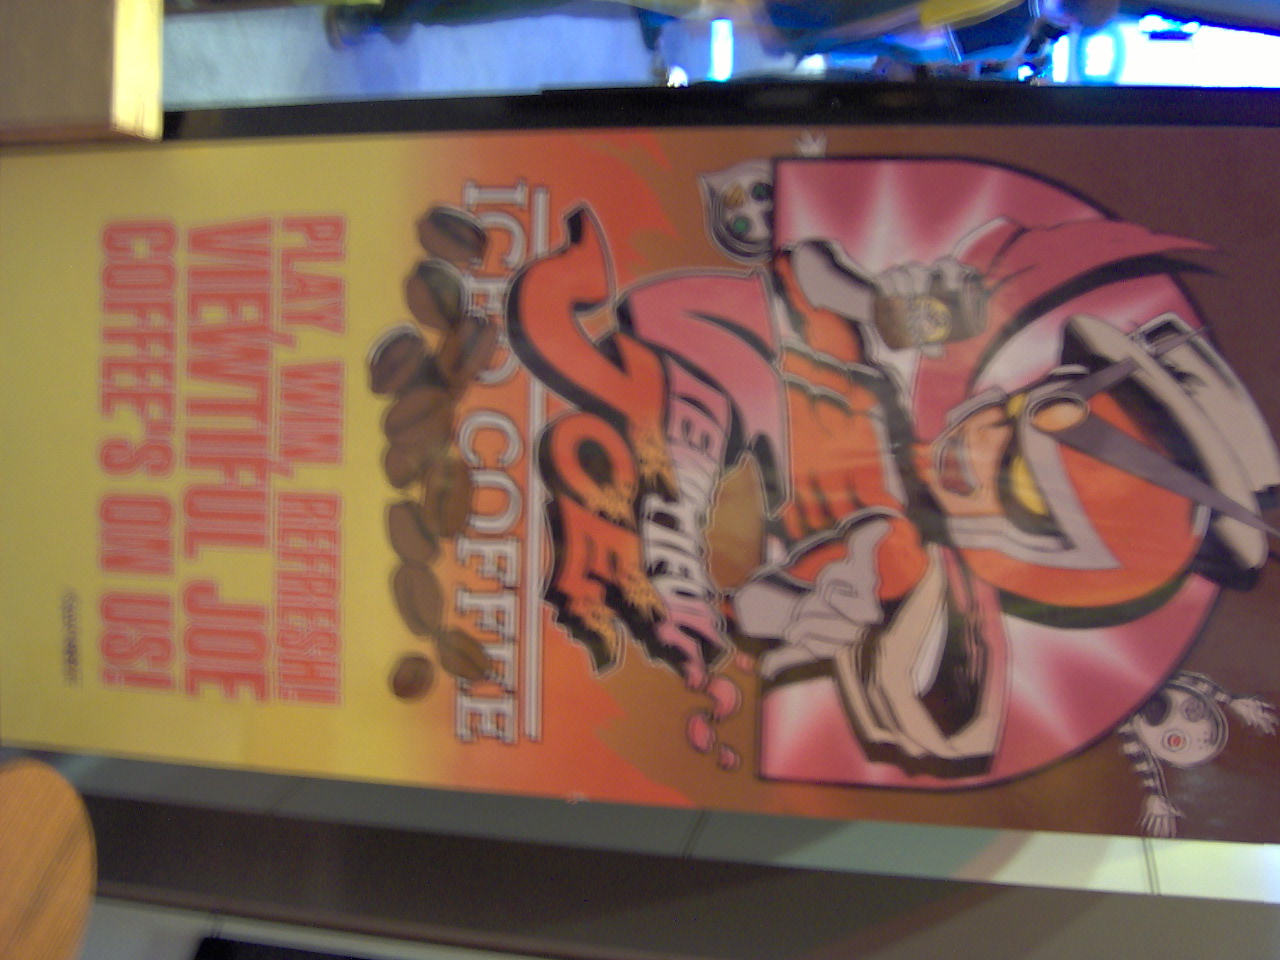 VIEWTIFUL
JOE
ICED COFFEE
PLAY, WIN, REFRESH!
VIEWTIFUL JOE
COFFEE'S ON US!